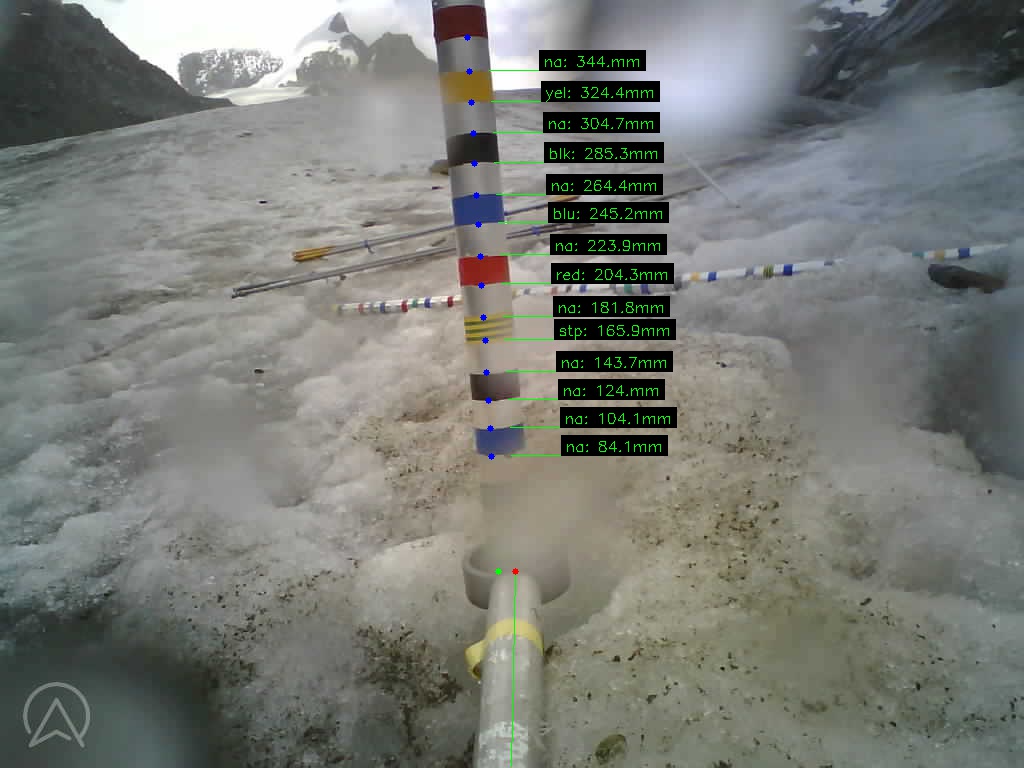 na: 344.mm
yel: 324.4mm
na: 304.7mm
blk: 285.3mm
na: 264.4mm
blu: 245.2mm
na: 223.9mm
red: 204.3mm
na: 181.8mm
stp: 165.9mm
na: 143.7mm
na: 124.mm
na: 104.1mm
na: 84.1mm